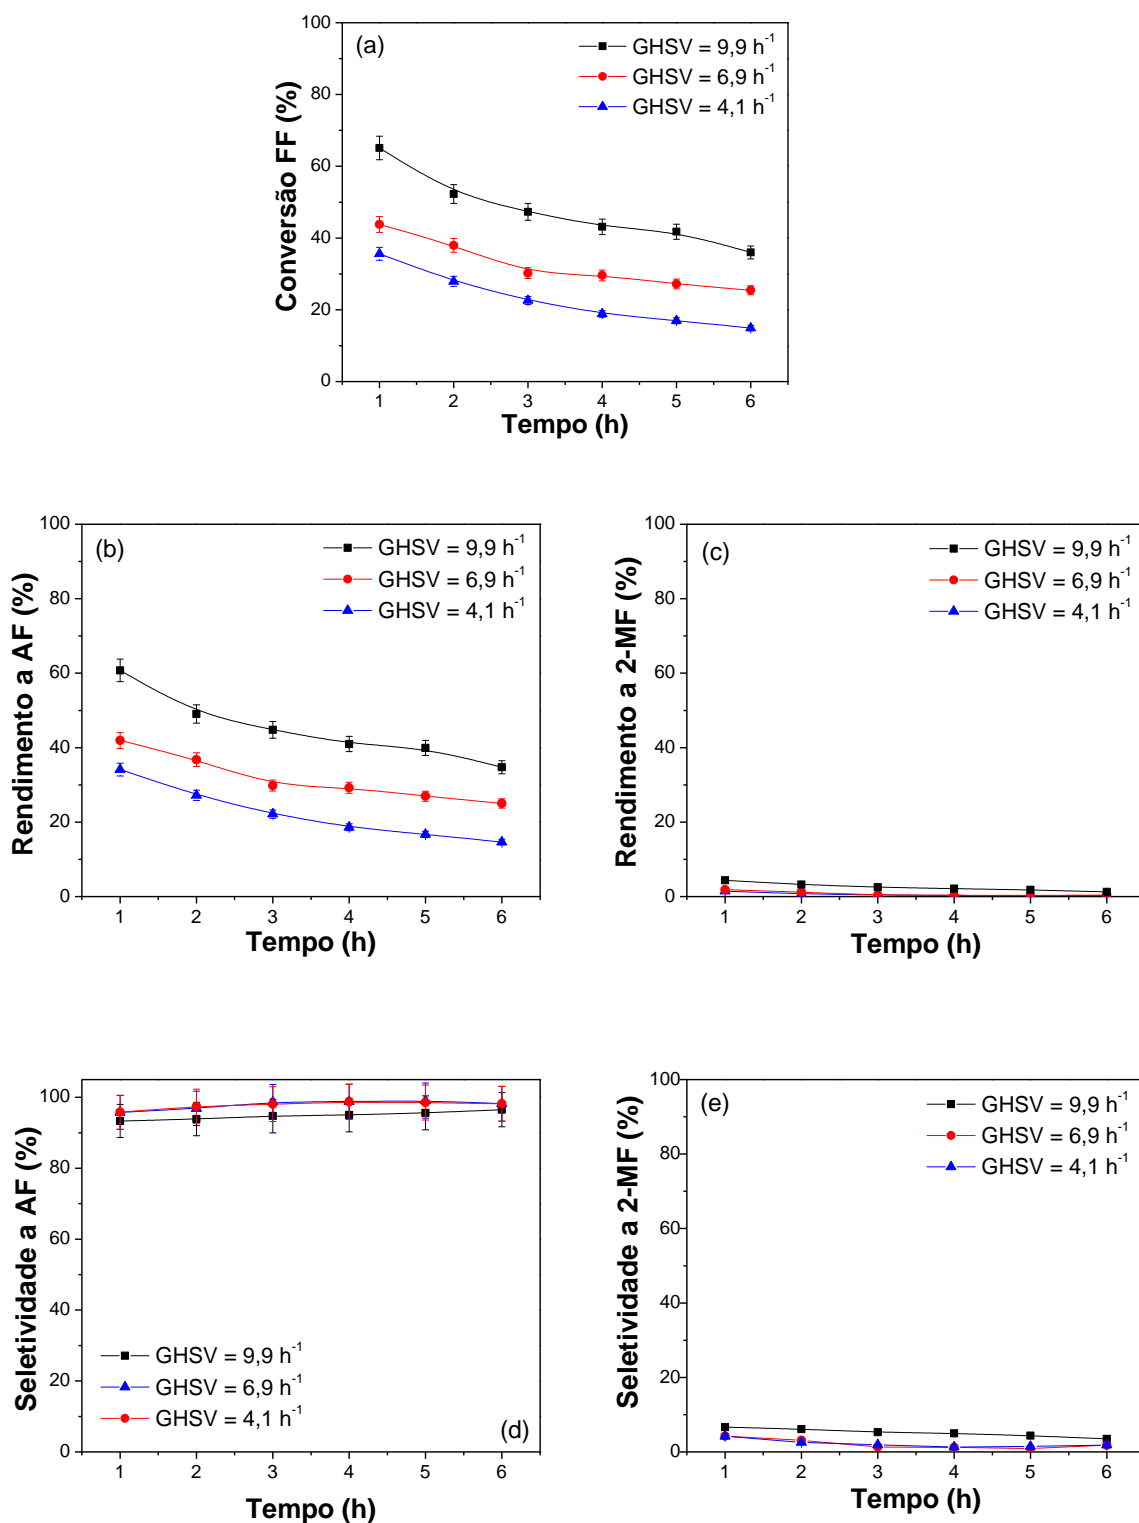 (a)
GHSV = 9,9 h⁻¹
GHSV = 6,9 h⁻¹
GHSV = 4,1 h⁻¹
Conversão FF (%)
100
80
60
40
20
0
1 2 3 4 5 6
Tempo (h)
(b)
GHSV = 9,9 h⁻¹
GHSV = 6,9 h⁻¹
GHSV = 4,1 h⁻¹
Rendimento a AF (%)
100
80
60
40
20
0
1 2 3 4 5 6
Tempo (h)
(c)
GHSV = 9,9 h⁻¹
GHSV = 6,9 h⁻¹
GHSV = 4,1 h⁻¹
Rendimento a 2-MF (%)
100
80
60
40
20
0
1 2 3 4 5 6
Tempo (h)
Seletividade a AF (%)
100
80
60
40
20
0
GHSV = 9,9 h⁻¹
GHSV = 6,9 h⁻¹
GHSV = 4,1 h⁻¹
(d)
1 2 3 4 5 6
Tempo (h)
(e)
GHSV = 9,9 h⁻¹
GHSV = 6,9 h⁻¹
GHSV = 4,1 h⁻¹
Seletividade a 2-MF (%)
100
80
60
40
20
0
1 2 3 4 5 6
Tempo (h)